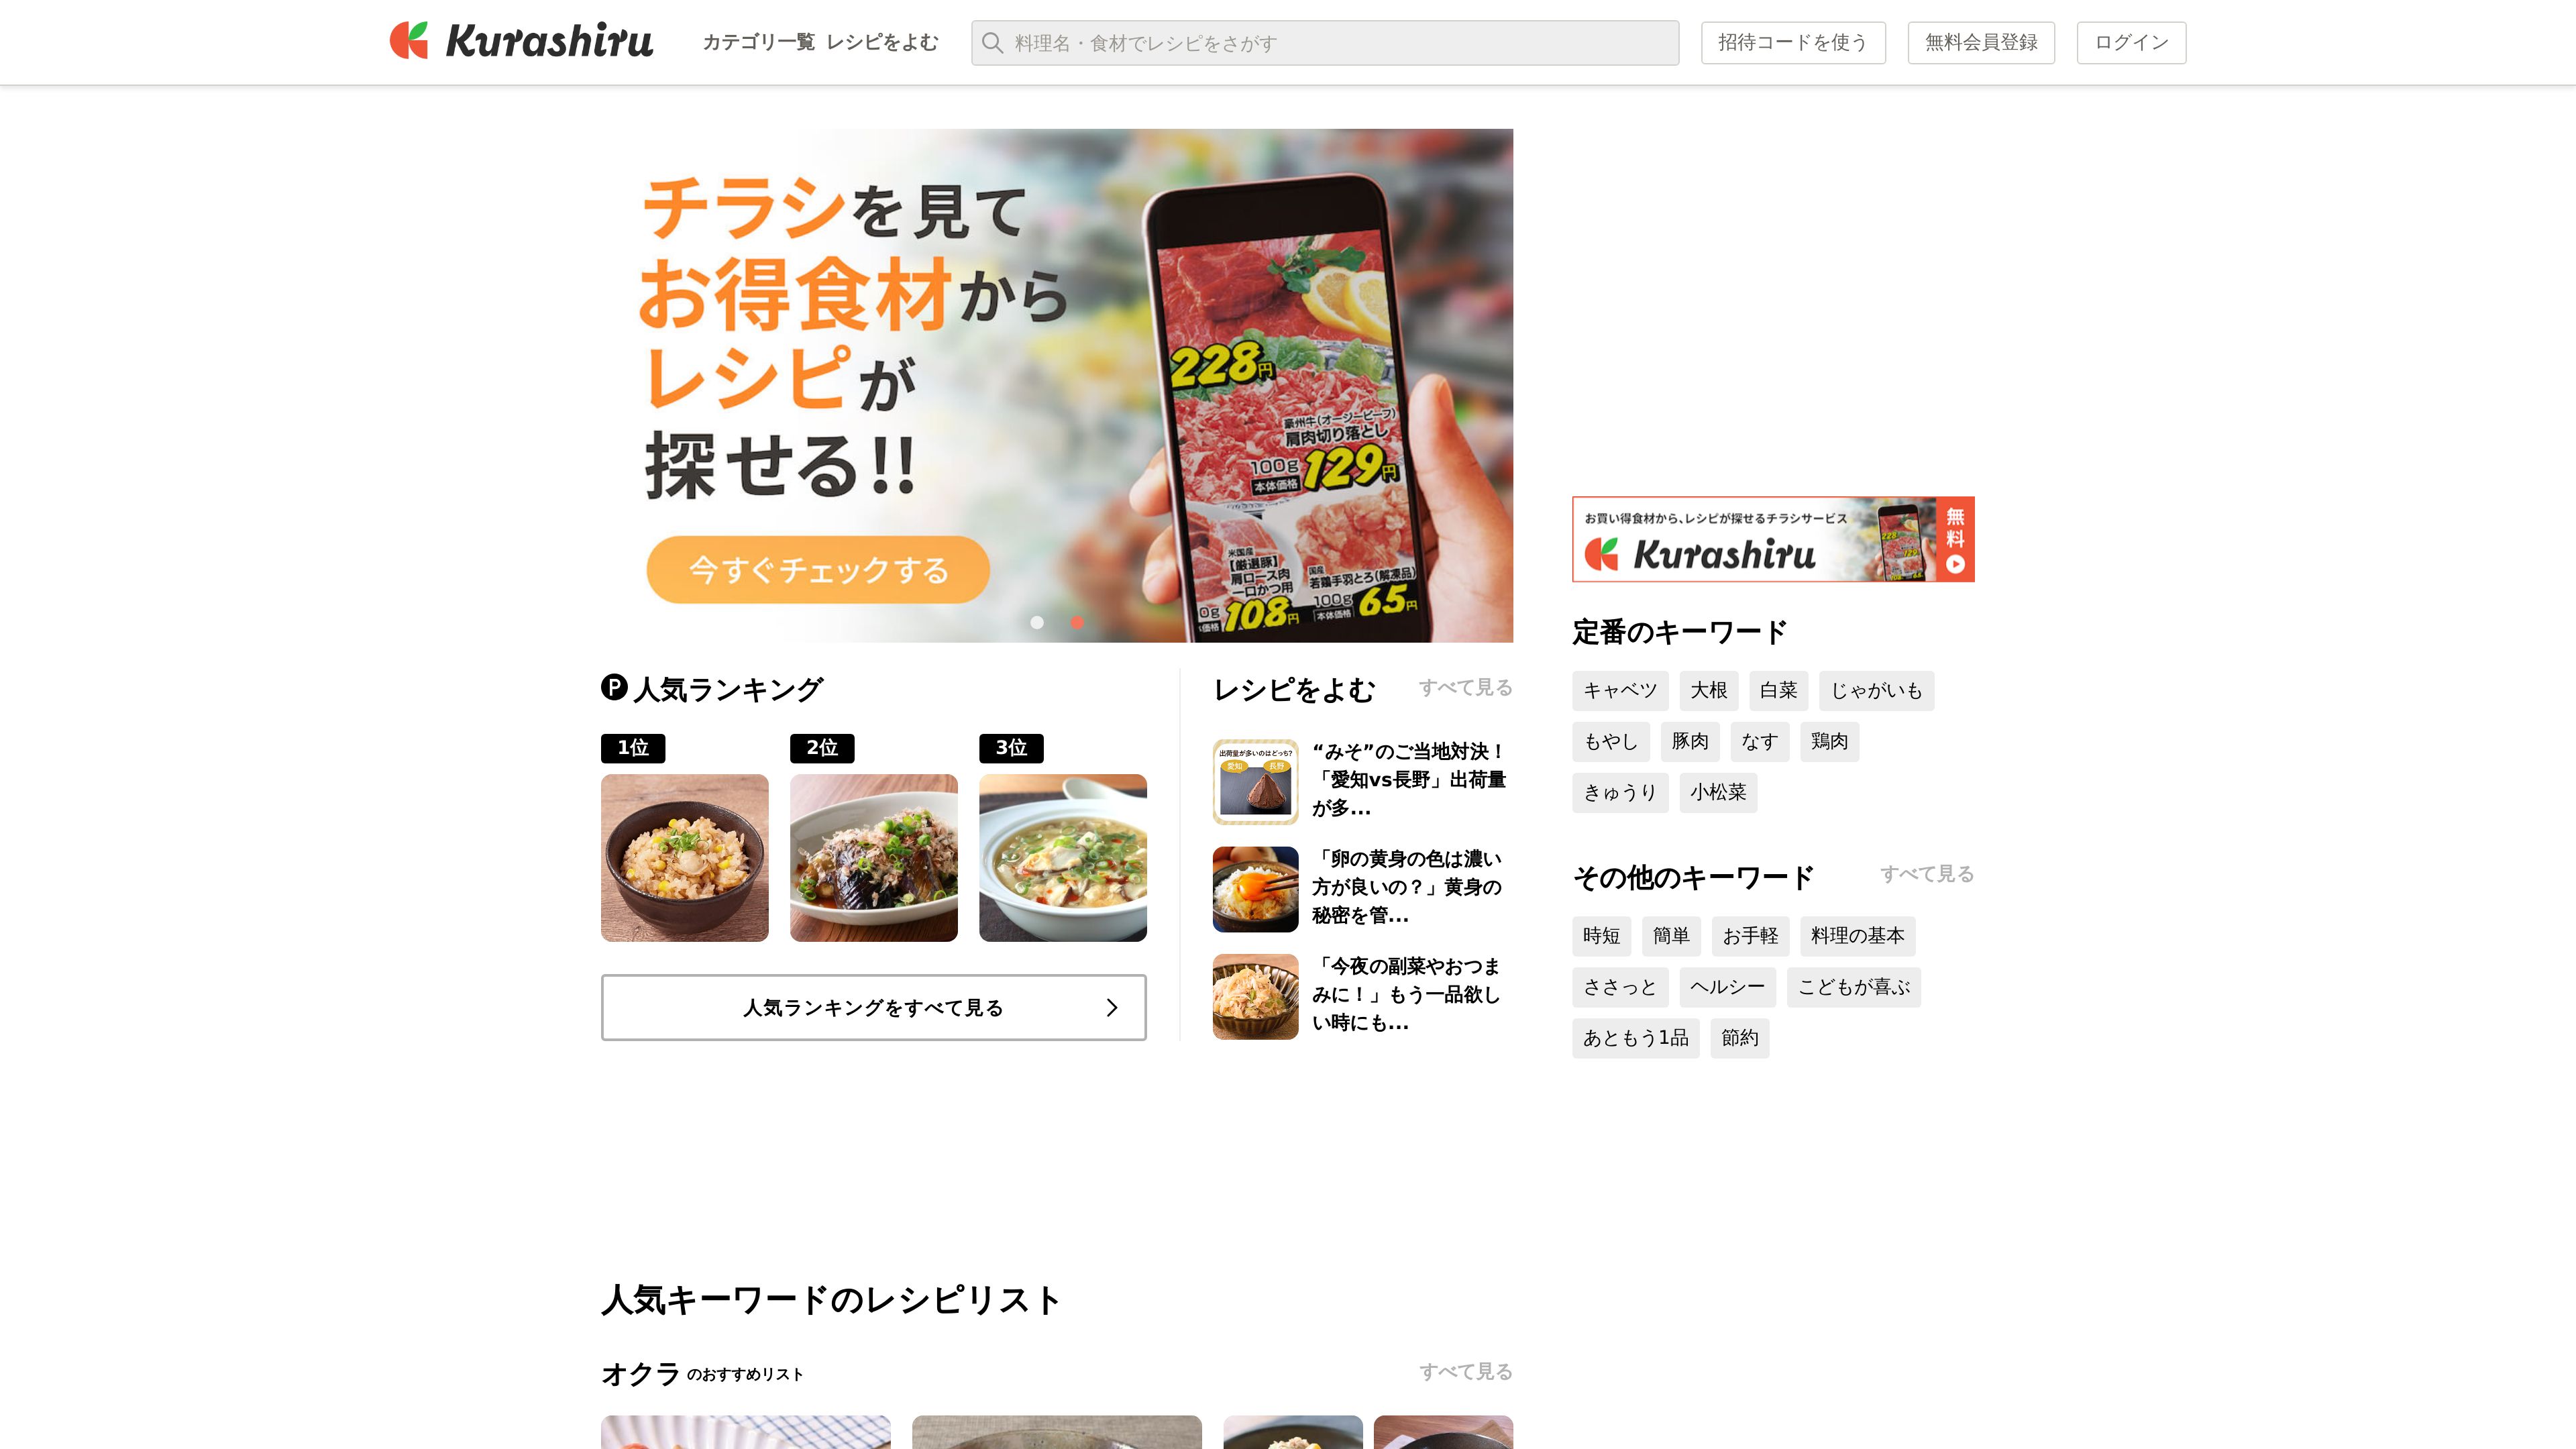 Kurashiru
カテゴリ一覧 レシピをよむ
料理名・食材でレシピをさがす
招待コードを使う
無料会員登録
ログイン
チラシを見て
お得食材から
レシピが
探せる!!
今すぐチェックする
228円
豪州牛(オージービーフ)
肩肉切り落とし
100g
本体価格
129円
米国産
【厳選豚】
肩ロース肉
一口かつ用
108円
国産
若鶏手羽とろ(解凍品)
100g
本体価格
65円
お買い得食材から、レシピが探せるチラシサービス
Kurashiru
無料
定番のキーワード
キャベツ 大根 白菜 じゃがいも
もやし 豚肉 なす 鶏肉
きゅうり 小松菜
その他のキーワード
すべて見る
時短 簡単 お手軽 料理の基本
ささっと ヘルシー こどもが喜ぶ
あともう1品 節約
P 人気ランキング
1位
2位
3位
人気ランキングをすべて見る
レシピをよむ
すべて見る
出荷量が多いのはどっち?
愛知
長野
“みそ”のご当地対決！
「愛知vs長野」出荷量
が多...
「卵の黄身の色は濃い
方が良いの？」黄身の
秘密を管...
「今夜の副菜やおつま
みに！」もう一品欲し
い時にも...
人気キーワードのレシピリスト
オクラ のおすすめリスト
すべて見る